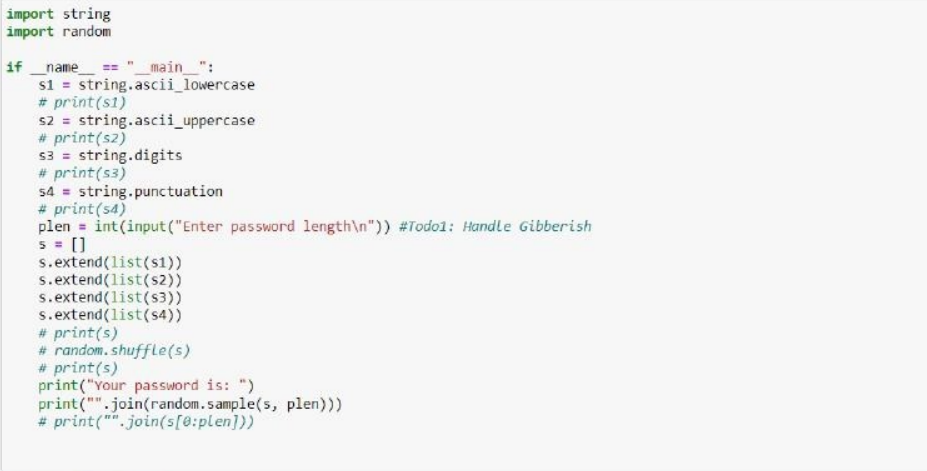 import string
import random
if __name__ == "__main__":
s1 = string.ascii_lowercase
# print(s1)
s2 = string.ascii_uppercase
# print(s2)
s3 = string.digits
# print(s3)
s4 = string.punctuation
# print(s4)
plen = int(input("Enter password length\n")) #Todo1: Handle Gibberish
s = []
s.extend(list(s1))
s.extend(list(s2))
s.extend(list(s3))
s.extend(list(s4))
# print(s)
# random.shuffle(s)
# print(s)
print("Your password is: ")
print("".join(random.sample(s, plen)))
# print("".join(s[0:plen]))